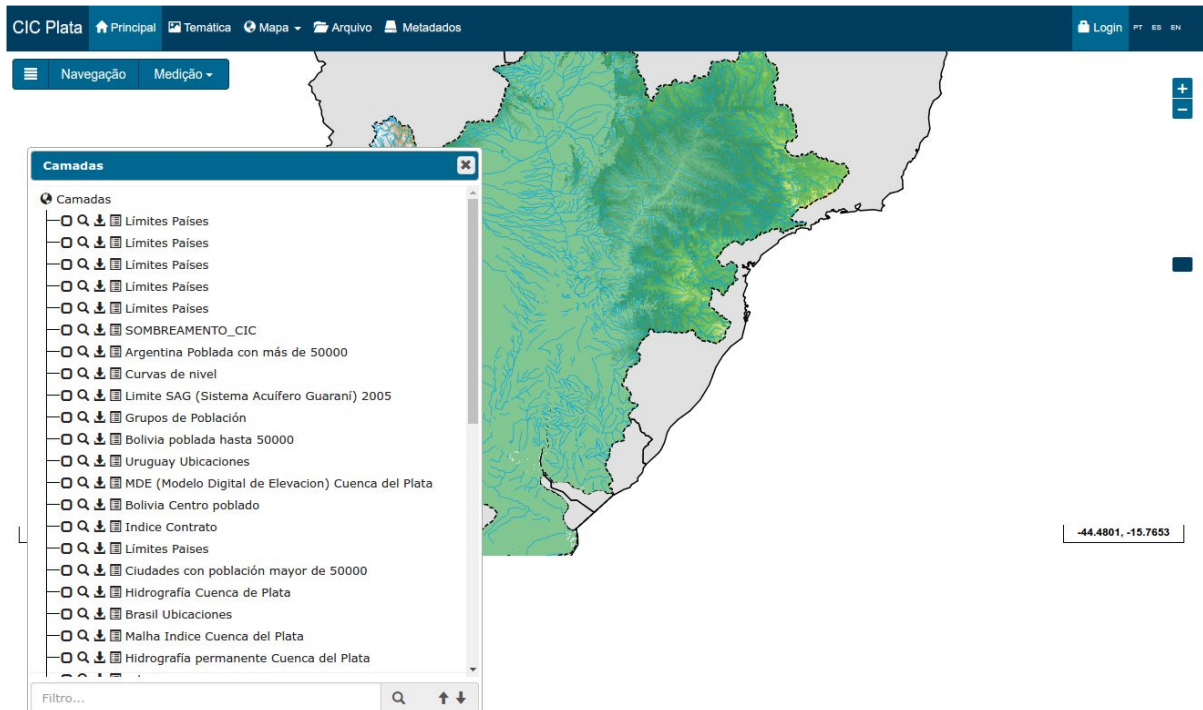 CIC Plata Principal Temática Mapa Arquivo Metadados Login PT ES EN
Navegação Medição
+
−
Camadas
Camadas
Límites Países
Límites Países
Límites Países
Límites Países
Límites Países
SOMBREAMENTO_CIC
Argentina Poblada con más de 50000
Curvas de nivel
Limite SAG (Sistema Acuífero Guaraní) 2005
Grupos de Población
Bolivia poblada hasta 50000
Uruguay Ubicaciones
MDE (Modelo Digital de Elevacion) Cuenca del Plata
Bolivia Centro poblado
Indice Contrato
Límites Paises
Ciudades con población mayor de 50000
Hidrografía Cuenca de Plata
Brasil Ubicaciones
Malha Indice Cuenca del Plata
Hidrografía permanente Cuenca del Plata
Filtro...
-44.4801, -15.7653